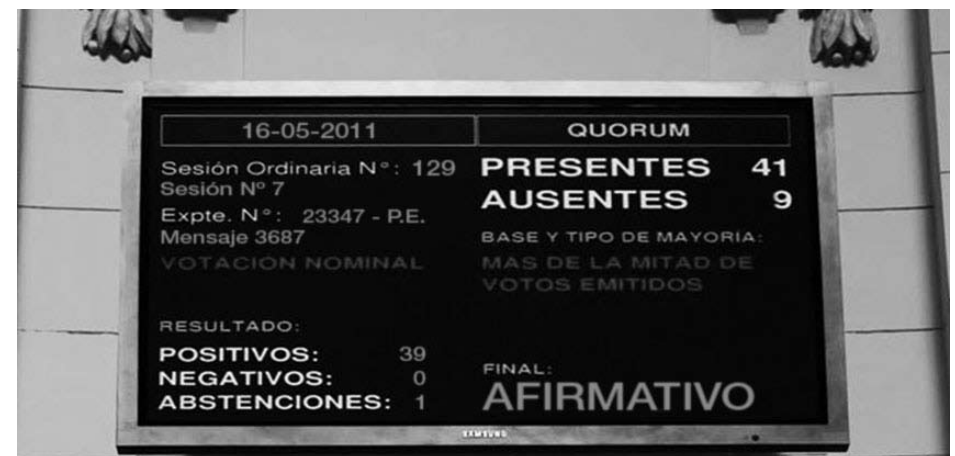 16-05-2011
QUORUM
Sesión Ordinaria N°: 129
Sesión Nº 7
Expte. N°: 23347 - P.E.
Mensaje 3687
VOTACION NOMINAL
PRESENTES 41
AUSENTES 9
BASE Y TIPO DE MAYORIA:
MAS DE LA MITAD DE
VOTOS EMITIDOS
RESULTADO:
POSITIVOS: 39
NEGATIVOS: 0
ABSTENCIONES: 1
FINAL:
AFIRMATIVO
SAMSUNG